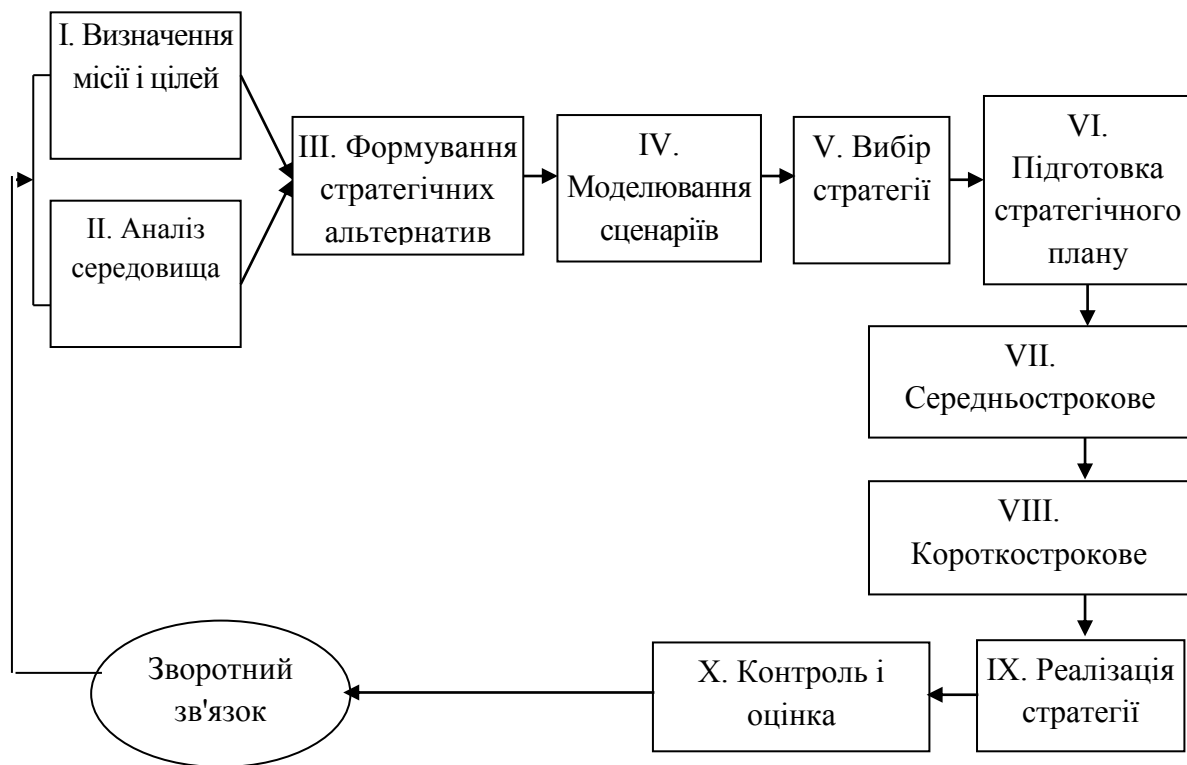 I. Визначення
місії і цілей
II. Аналіз
середовища
III. Формування
стратегічних
альтернатив
IV.
Моделювання
сценаріїв
V. Вибір
стратегії
VI.
Підготовка
стратегічного
плану
VII.
Середньострокове
VIII.
Короткострокове
IX. Реалізація
стратегії
X. Контроль і
оцінка
Зворотний
зв'язок